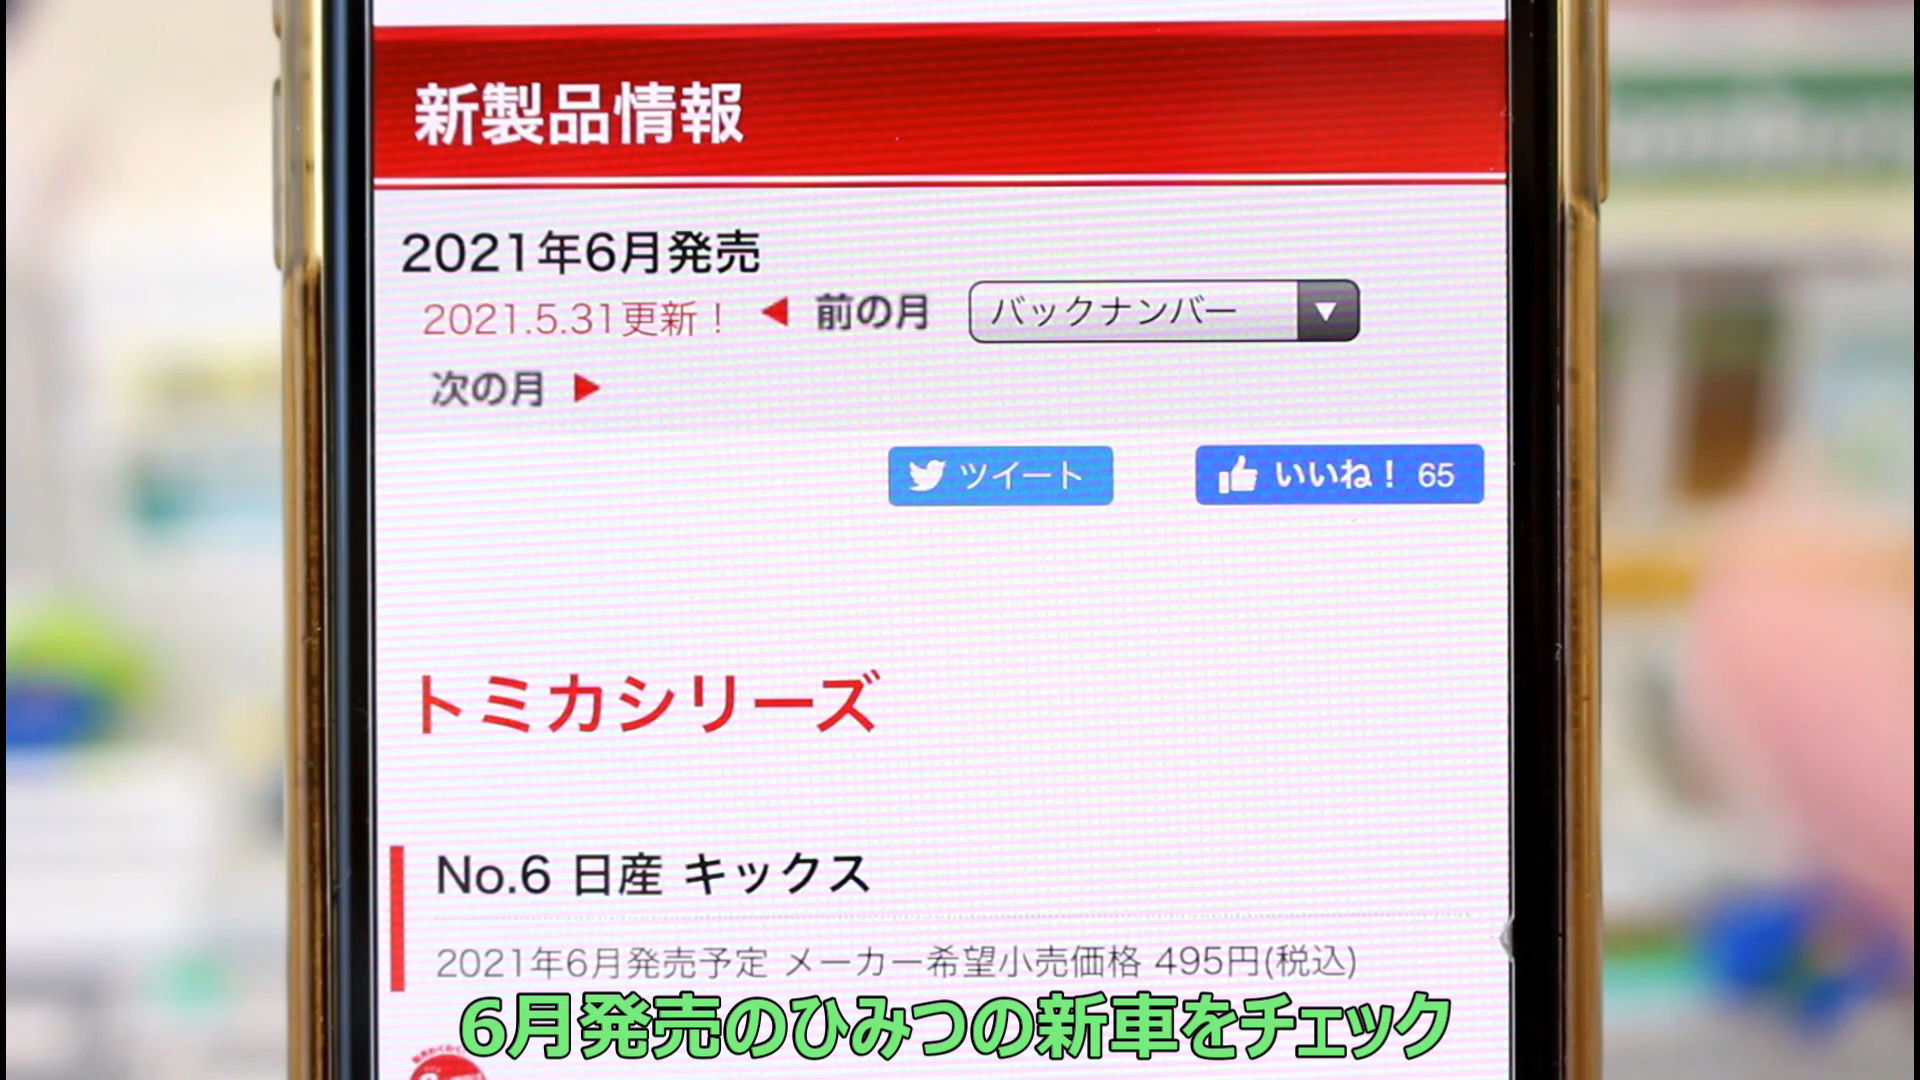 新製品情報
2021年6月発売
2021.5.31更新！ ◀ 前の月 バックナンバー ▼
次の月 ▶
ツイート いいね！ 65
トミカシリーズ
No.6 日産 キックス
2021年6月発売予定 メーカー希望小売価格 495円(税込)
6月発売のひみつの新車をチェック